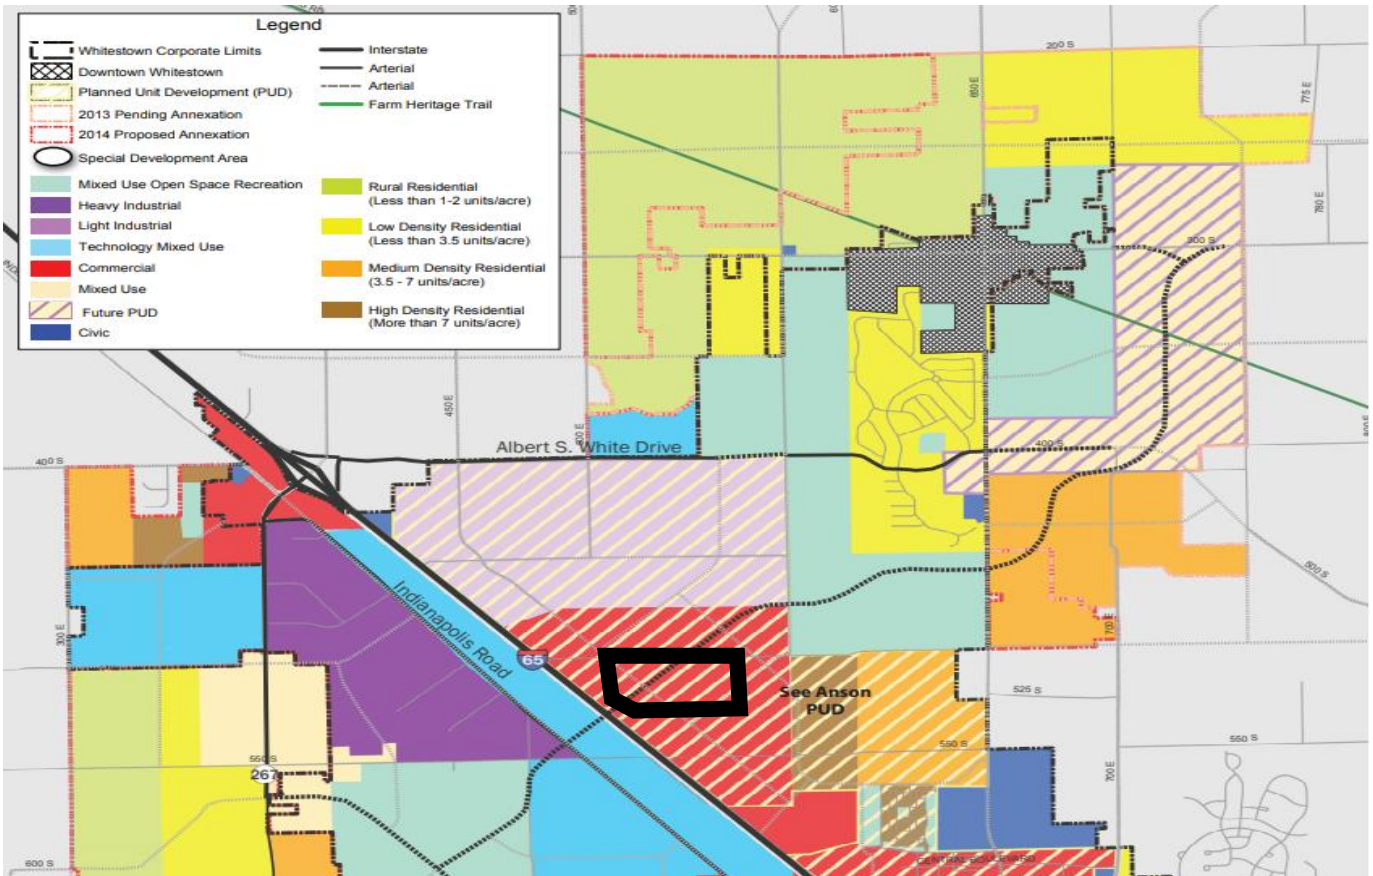 Legend
Whitestown Corporate Limits
Downtown Whitestown
Planned Unit Development (PUD)
2013 Pending Annexation
2014 Proposed Annexation
Special Development Area
Interstate
Arterial
Arterial
Farm Heritage Trail
Mixed Use Open Space Recreation
Heavy Industrial
Light Industrial
Technology Mixed Use
Commercial
Mixed Use
Future PUD
Civic
Rural Residential
(Less than 1-2 units/acre)
Low Density Residential
(Less than 3.5 units/acre)
Medium Density Residential
(3.5 - 7 units/acre)
High Density Residential
(More than 7 units/acre)
200 S
650 E
775 E
780 E
300 S
450 E
Albert S. White Drive
400 S
400 S
500 S
300 E
Indianapolis Road
65
700 E
See Anson
PUD
525 S
550 S
550 S
550 S
267
700 E
600 S
CENTRAL BOULEVARD